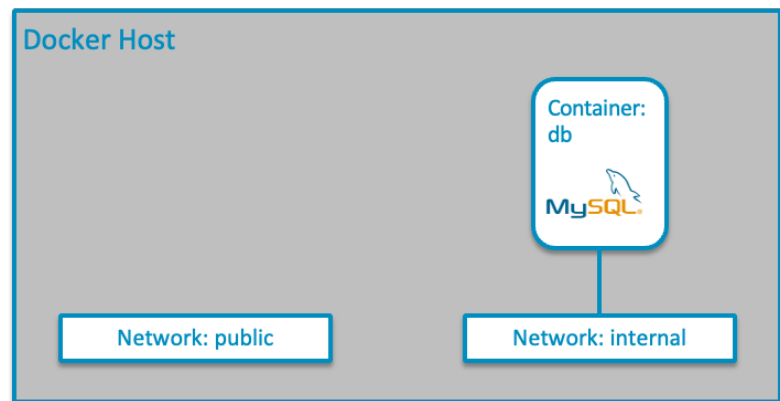 Docker Host
Container:
db
MySQL®
Network: public
Network: internal